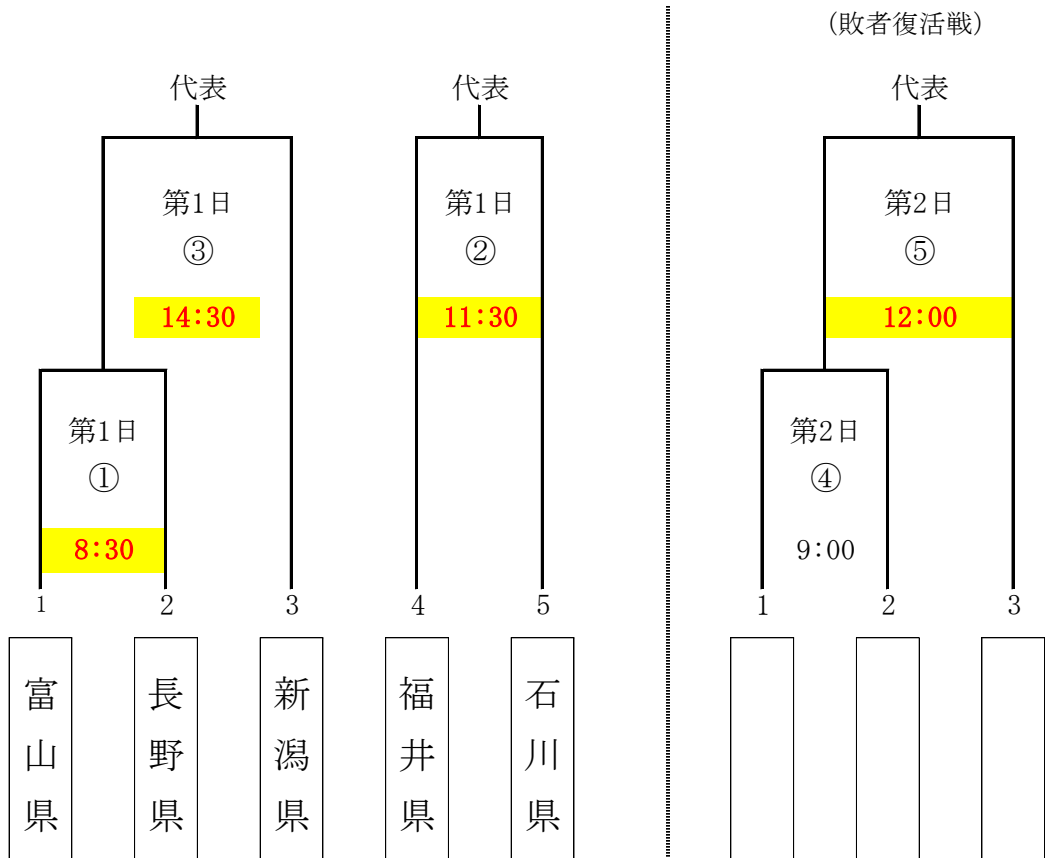 (敗者復活戦)
代表
代表
代表
第1日
③
14:30
第1日
②
11:30
第2日
⑤
12:00
第1日
①
8:30
第2日
④
9:00
1
2
3
4
5
1
2
3
富山県
長野県
新潟県
福井県
石川県